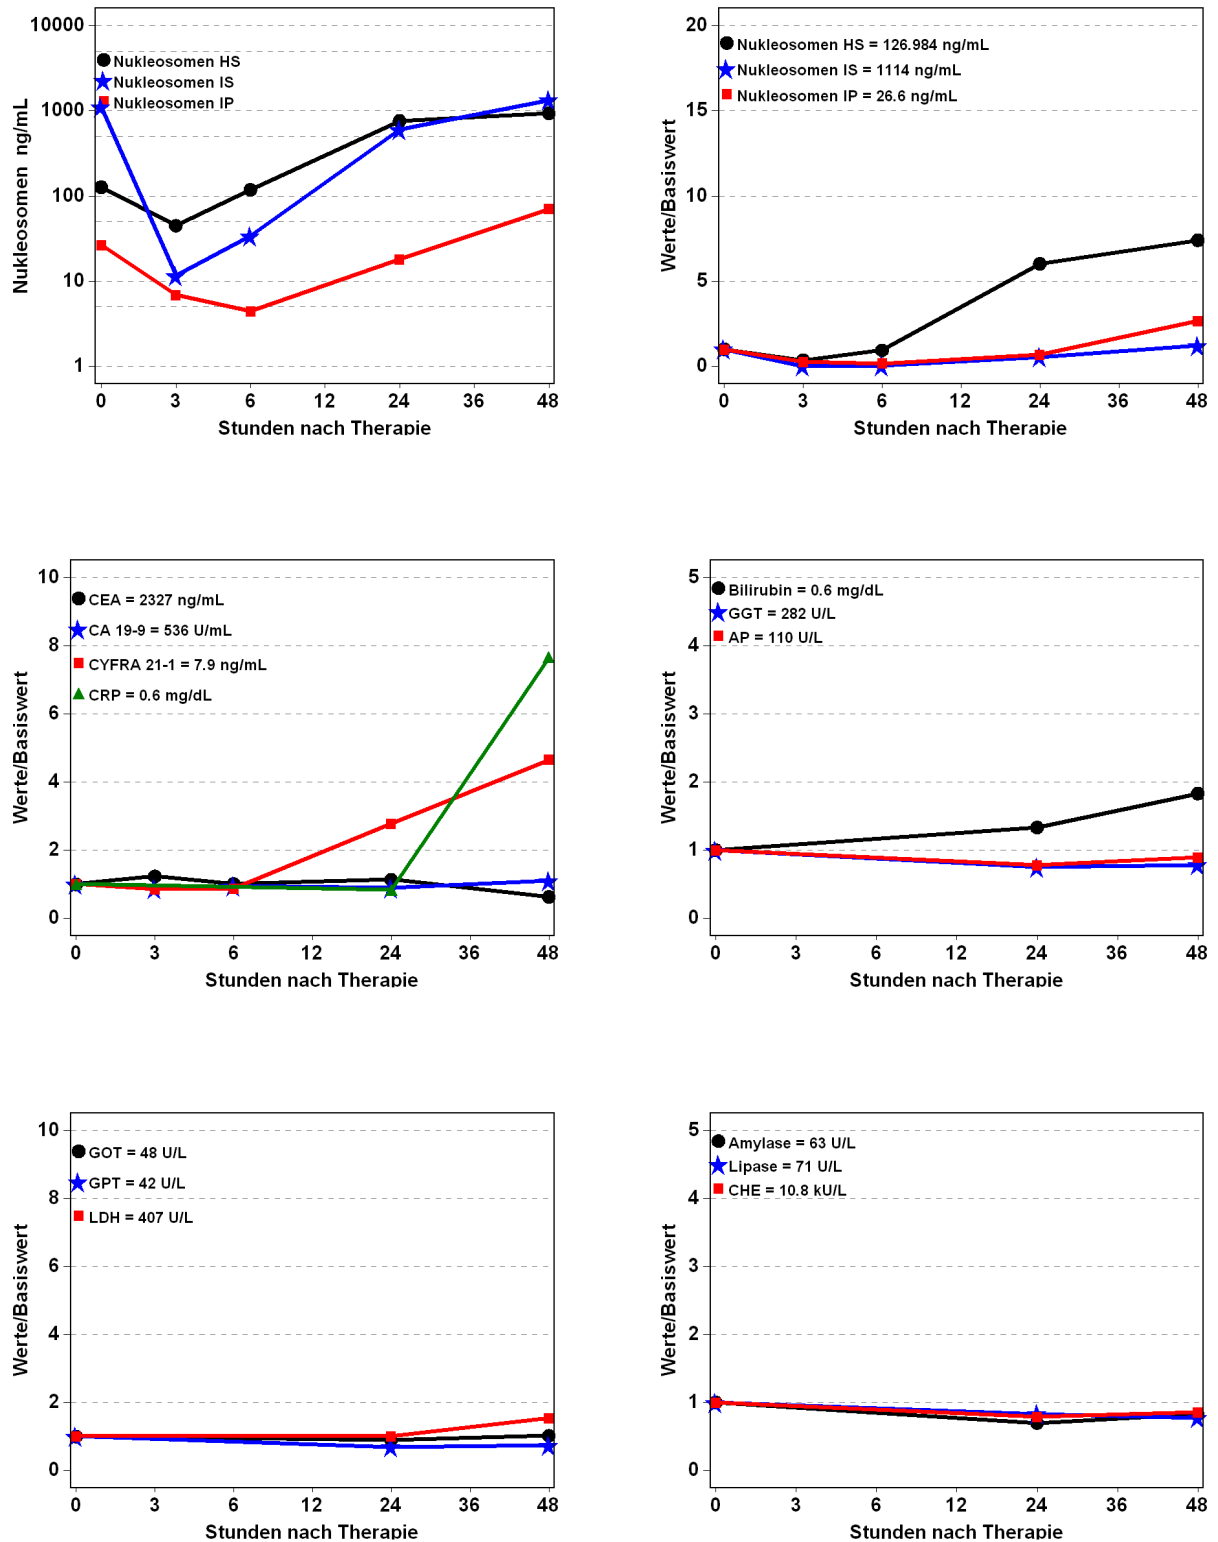 10000
1000
100
10
1
Nukleosomen ng/mL
Nukleosomen HS
Nukleosomen IS
Nukleosomen IP
0 3 6 12 24 36 48
Stunden nach Therapie
20
15
10
5
0
Werte/Basiswert
Nukleosomen HS = 126.984 ng/mL
Nukleosomen IS = 1114 ng/mL
Nukleosomen IP = 26.6 ng/mL
0 3 6 12 24 36 48
Stunden nach Therapie
10
8
6
4
2
0
Werte/Basiswert
CEA = 2327 ng/mL
CA 19-9 = 536 U/mL
CYFRA 21-1 = 7.9 ng/mL
CRP = 0.6 mg/dL
0 3 6 12 24 36 48
Stunden nach Therapie
5
4
3
2
1
0
Werte/Basiswert
Bilirubin = 0.6 mg/dL
GGT = 282 U/L
AP = 110 U/L
0 3 6 12 24 36 48
Stunden nach Therapie
10
8
6
4
2
0
Werte/Basiswert
GOT = 48 U/L
GPT = 42 U/L
LDH = 407 U/L
0 3 6 12 24 36 48
Stunden nach Therapie
5
4
3
2
1
0
Werte/Basiswert
Amylase = 63 U/L
Lipase = 71 U/L
CHE = 10.8 kU/L
0 3 6 12 24 36 48
Stunden nach Therapie